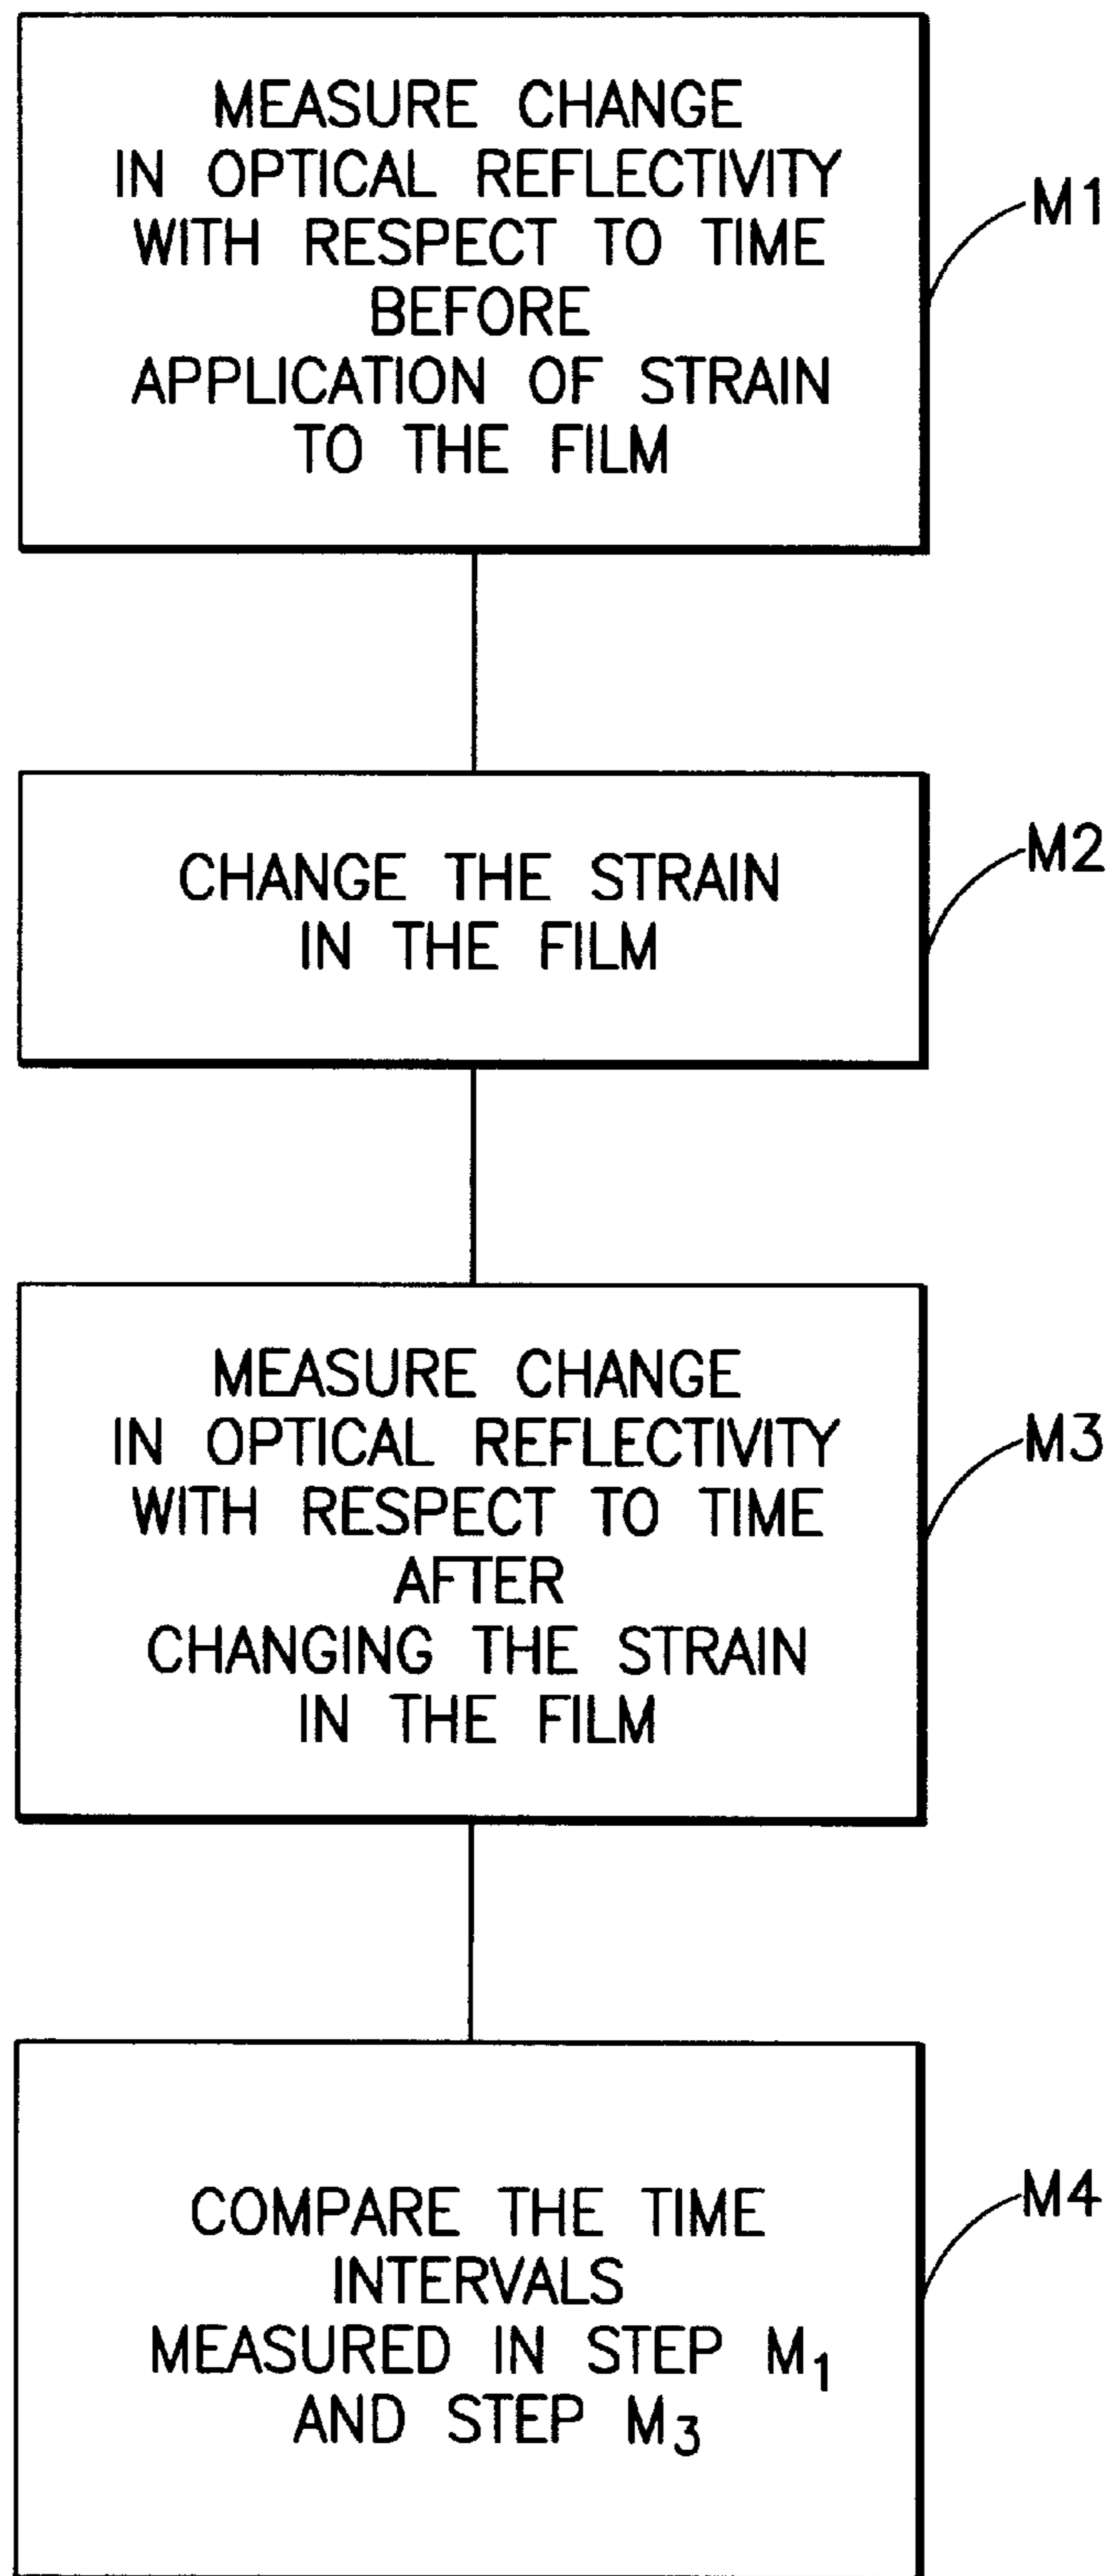 MEASURE CHANGE
IN OPTICAL REFLECTIVITY
WITH RESPECT TO TIME
BEFORE
APPLICATION OF STRAIN
TO THE FILM
M1
CHANGE THE STRAIN
IN THE FILM
M2
MEASURE CHANGE
IN OPTICAL REFLECTIVITY
WITH RESPECT TO TIME
AFTER
CHANGING THE STRAIN
IN THE FILM
M3
COMPARE THE TIME
INTERVALS
MEASURED IN STEP M₁
AND STEP M₃
M4